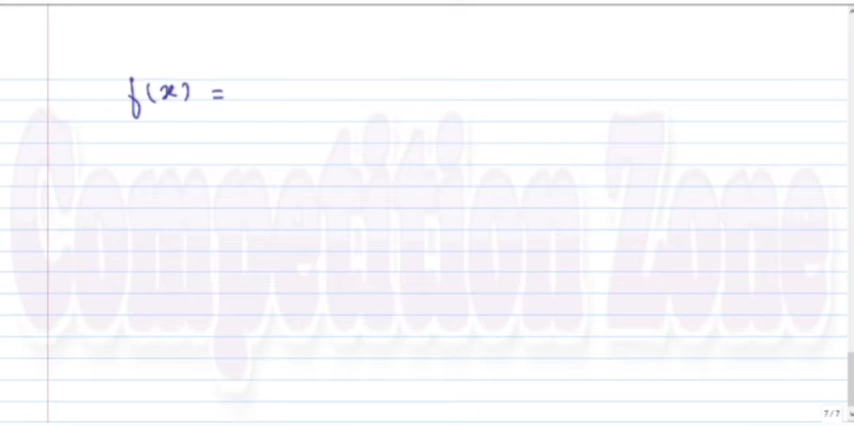 f(x) =
Competition Zone
7/7